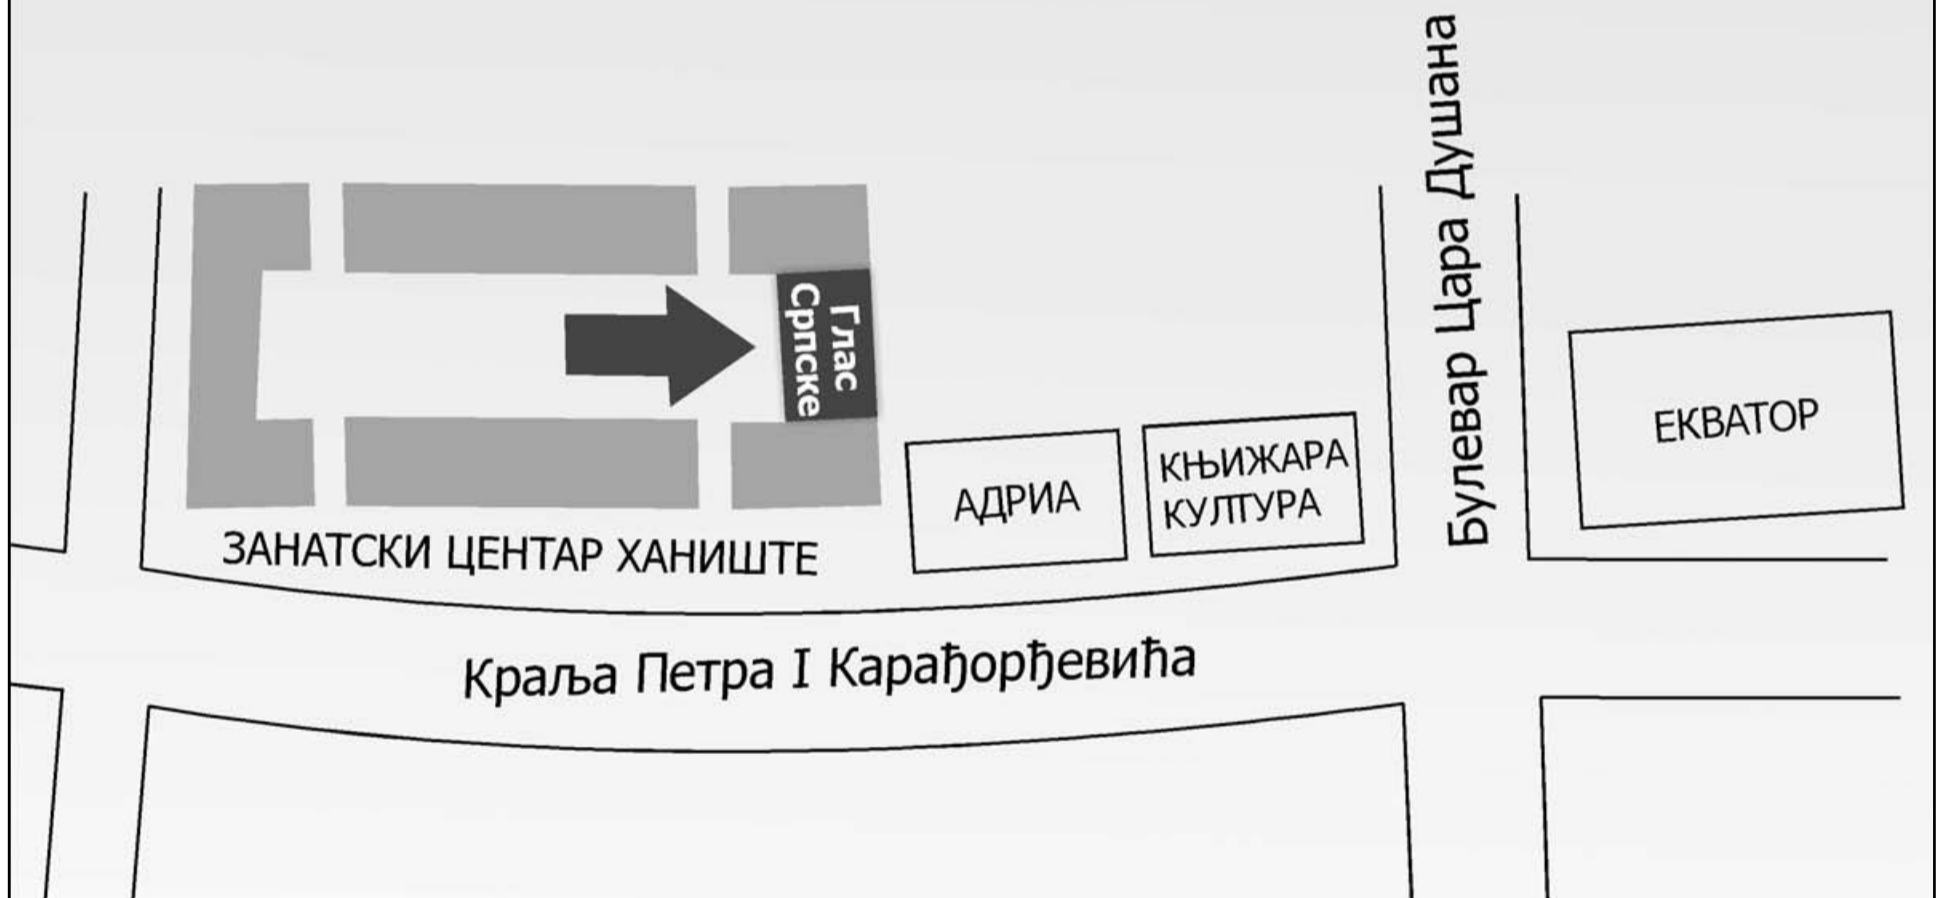 Булевар Цара Душана
Глас
Српске
ЕКВАТОР
АДРИА
КЊИЖАРА
КУЛТУРА
ЗАНАТСКИ ЦЕНТАР ХАНИШТЕ
Краља Петра I Карађорђевића